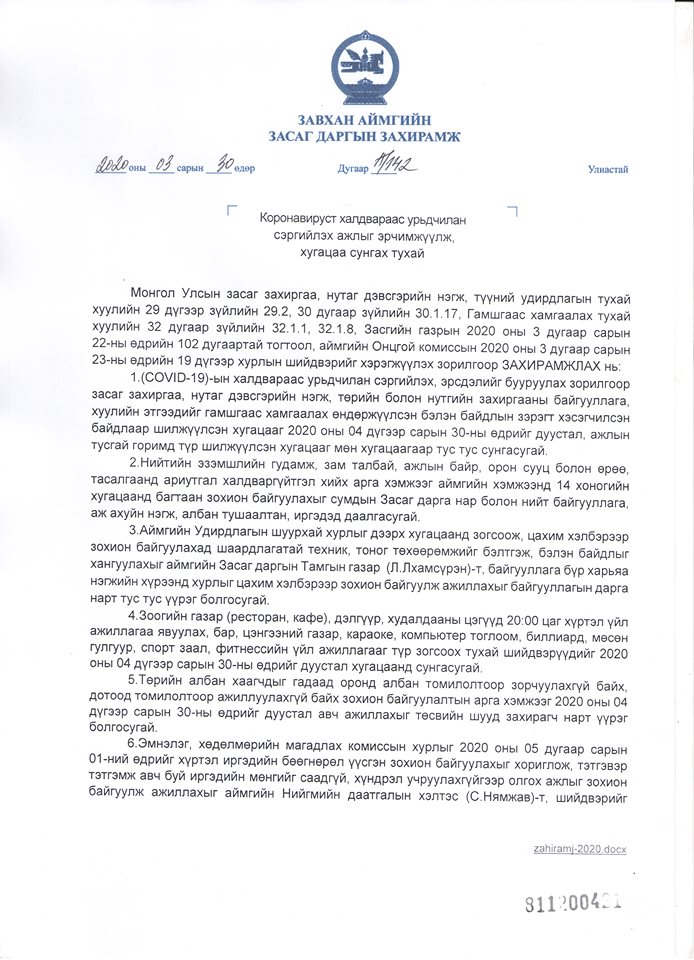 ЗАВХАН АЙМГИЙН
ЗАСАГ ДАРГЫН ЗАХИРАМЖ
2020 оны 03 сарын 30 өдөр Дугаар А/142 Улиастай
Коронавируст халдвараас урьдчилан
сэргийлэх ажлыг эрчимжүүлж,
хугацаа сунгах тухай
Монгол Улсын засаг захиргаа, нутаг дэвсгэрийн нэгж, түүний удирдлагын тухай
хуулийн 29 дүгээр зүйлийн 29.2, 30 дугаар зүйлийн 30.1.17, Гамшгаас хамгаалах тухай
хуулийн 32 дугаар зүйлийн 32.1.1, 32.1.8, Засгийн газрын 2020 оны 3 дугаар сарын
22-ны өдрийн 102 дугаартай тогтоол, аймгийн Онцгой комиссын 2020 оны 3 дугаар сарын
23-ны өдрийн 19 дүгээр хурлын шийдвэрийг хэрэгжүүлэх зорилгоор ЗАХИРАМЖЛАХ нь:
1.(COVID-19)-ын халдвараас урьдчилан сэргийлэх, эрсдэлийг бууруулах зорилгоор
засаг захиргаа, нутаг дэвсгэрийн нэгж, төрийн болон нутгийн захиргааны байгууллага,
хуулийн этгээдийг гамшгаас хамгаалах өндөржүүлсэн бэлэн байдлын зэрэгт хэсэгчилсэн
байдлаар шилжүүлсэн хугацааг 2020 оны 04 дүгээр сарын 30-ны өдрийг дуустал, ажлын
тусгай горимд түр шилжүүлсэн хугацааг мөн хугацаагаар тус тус сунгасугай.
2.Нийтийн эзэмшлийн гудамж, зам талбай, ажлын байр, орон сууц болон өрөө,
тасалгаанд ариутгал халдваргүйтгэл хийх арга хэмжээг аймгийн хэмжээнд 14 хоногийн
хугацаанд багтаан зохион байгуулахыг сумдын Засаг дарга нар болон нийт байгууллага,
аж ахуйн нэгж, албан тушаалтан, иргэдэд даалгасугай.
3.Аймгийн Удирдлагын шуурхай хурлыг дээрх хугацаанд зогсоож, цахим хэлбэрээр
зохион байгуулахад шаардлагатай техник, тоног төхөөрөмжийг бэлтгэж, бэлэн байдлыг
хангуулахыг аймгийн Засаг даргын Тамгын газар (Л.Лхамсүрэн)-т, байгууллага бүр харьяа
нэгжийн хүрээнд хурлыг цахим хэлбэрээр зохион байгуулж ажиллахыг байгууллагын дарга
нарт тус тус үүрэг болгосугай.
4.Зоогийн газар (ресторан, кафе), дэлгүүр, худалдааны цэгүүд 20:00 цаг хүртэл үйл
ажиллагаа явуулах, бар, цэнгээний газар, караоке, компьютер тоглоом, биллиард, мөсөн
гулгуур, спорт заал, фитнессийн үйл ажиллагааг түр зогсоох тухай шийдвэрүүдийг 2020
оны 04 дүгээр сарын 30-ны өдрийг дуустал хугацаанд сунгасугай.
5.Төрийн албан хаагчдыг гадаад оронд албан томилолтоор зорчуулахгүй байх,
дотоод томилолтоор ажиллуулахгүй байх зохион байгуулалтын арга хэмжээг 2020 оны 04
дүгээр сарын 30-ны өдрийг дуустал авч ажиллахыг төсвийн шууд захирагч нарт үүрэг
болгосугай.
6.Эмнэлэг, хөдөлмөрийн магадлах комиссын хурлыг 2020 оны 05 дугаар сарын
01-ний өдрийг хүртэл иргэдийн бөөгнөрөл үүсгэн зохион байгуулахыг хориглож, тэтгэвэр
тэтгэмж авч буй иргэдийн мөнгийг саадгүй, хүндрэл учруулахгүйгээр олгох ажлыг зохион
байгуулж ажиллахыг аймгийн Нийгмийн даатгалын хэлтэс (С.Нямжав)-т, шийдвэрийг
zahiramj-2020.docx
811200421